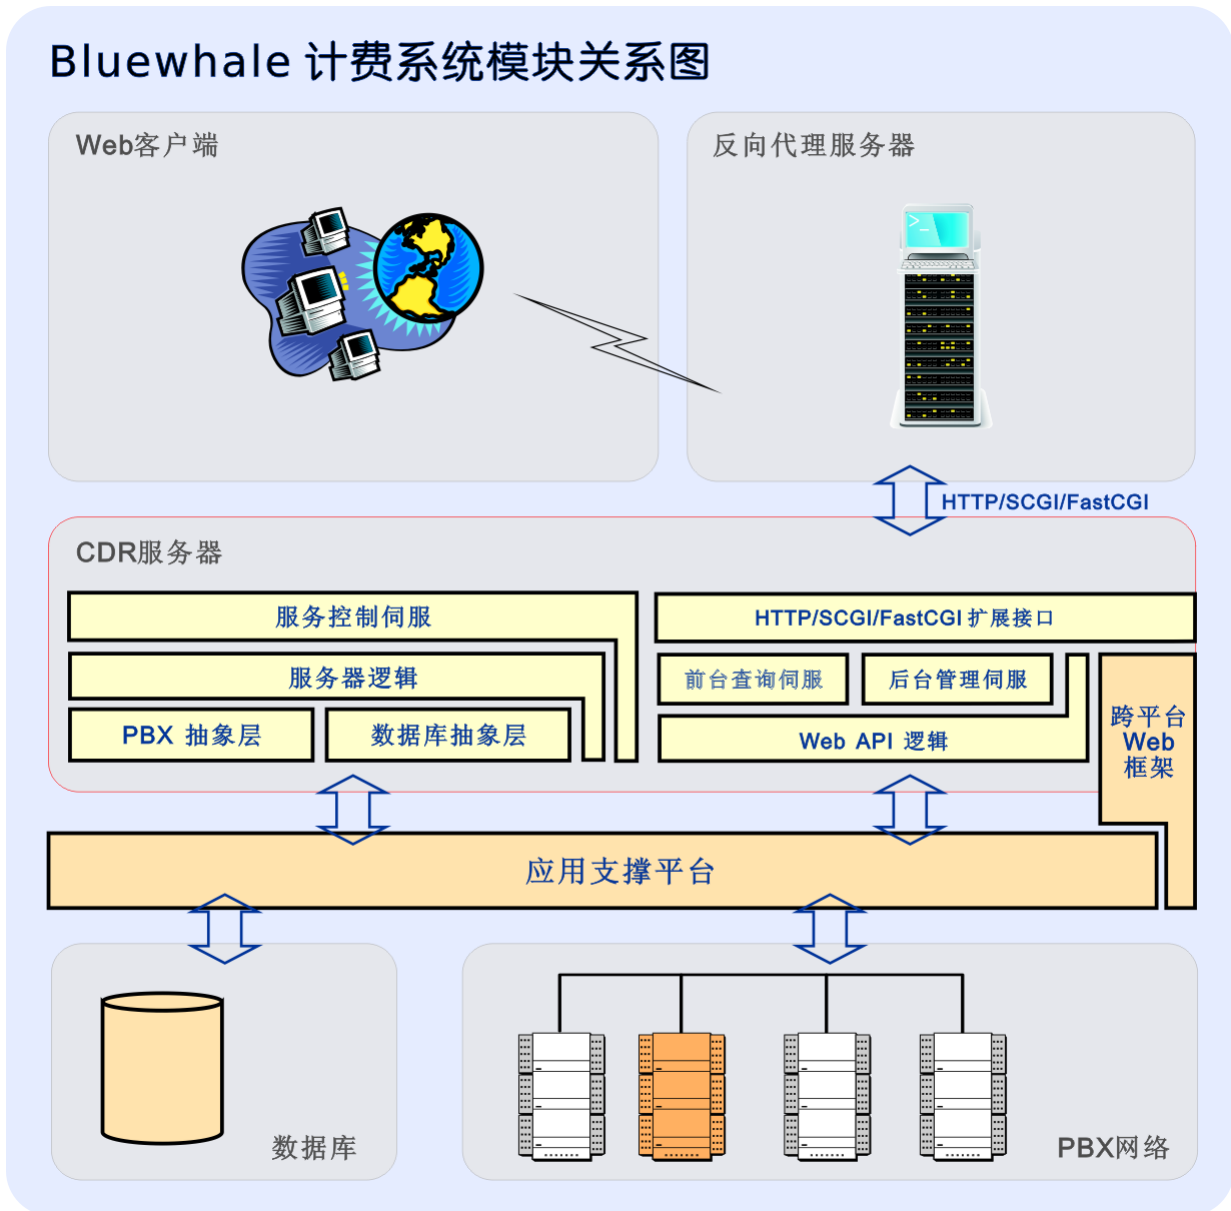 Bluewhale 计费系统模块关系图
Web客户端
反向代理服务器
HTTP/SCGI/FastCGI
CDR服务器
服务控制伺服
服务器逻辑
PBX 抽象层
数据库抽象层
HTTP/SCGI/FastCGI 扩展接口
前台查询伺服
后台管理伺服
Web API 逻辑
跨平台
Web
框架
应用支撑平台
数据库
PBX网络